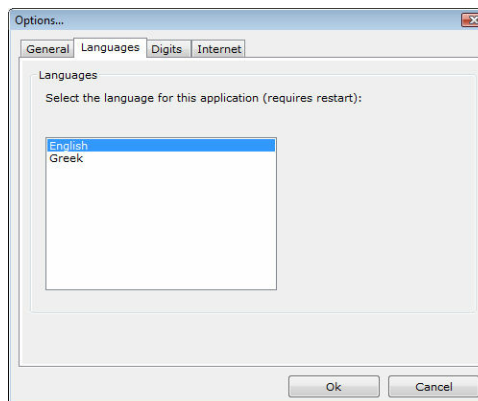 Options...
General Languages Digits Internet
Languages
Select the language for this application (requires restart):
English
Greek
Ok Cancel